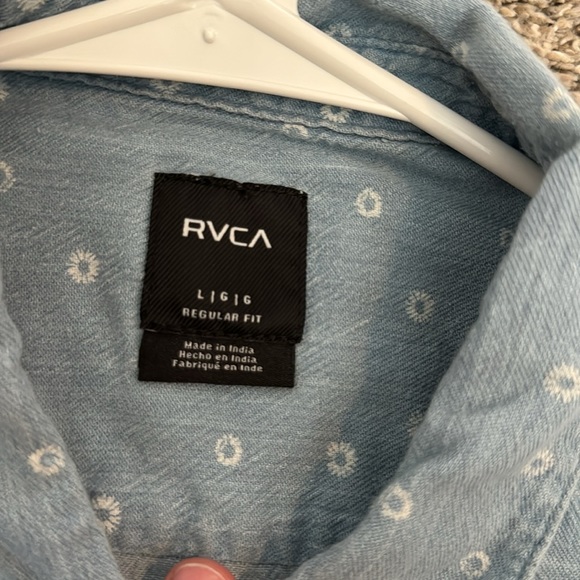 RVCA
L | G | G
REGULAR FIT
Made in India
Hecho en India
Fabriqué en Inde